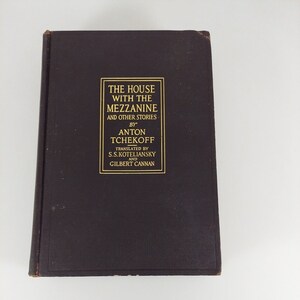 THE HOUSE
WITH THE
MEZZANINE
AND OTHER STORIES
BY
ANTON
TCHEKOFF
TRANSLATED BY
S.S. KOTELIANSKY
AND
GILBERT CANNAN